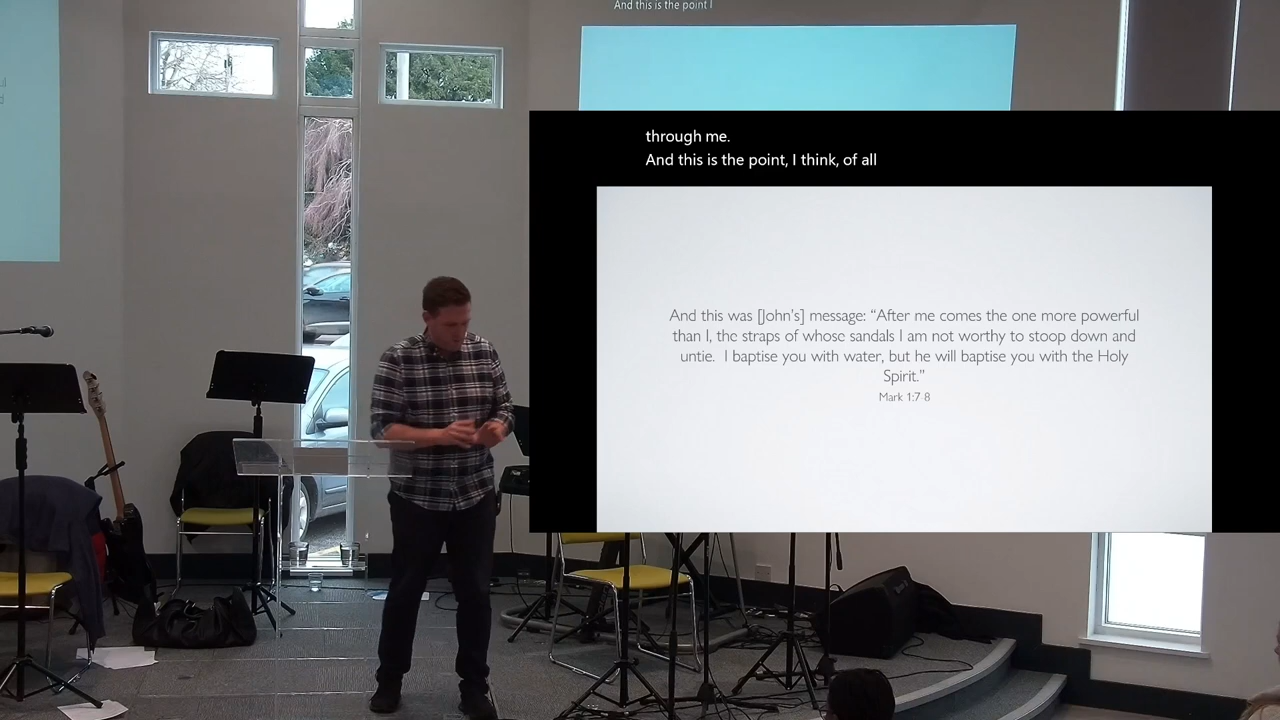 And this is the point I
through me.
And this is the point, I think, of all
And this was [John's] message: “After me comes the one more powerful
than I, the straps of whose sandals I am not worthy to stoop down and
untie. I baptise you with water, but he will baptise you with the Holy
Spirit.”
Mark 1:7-8